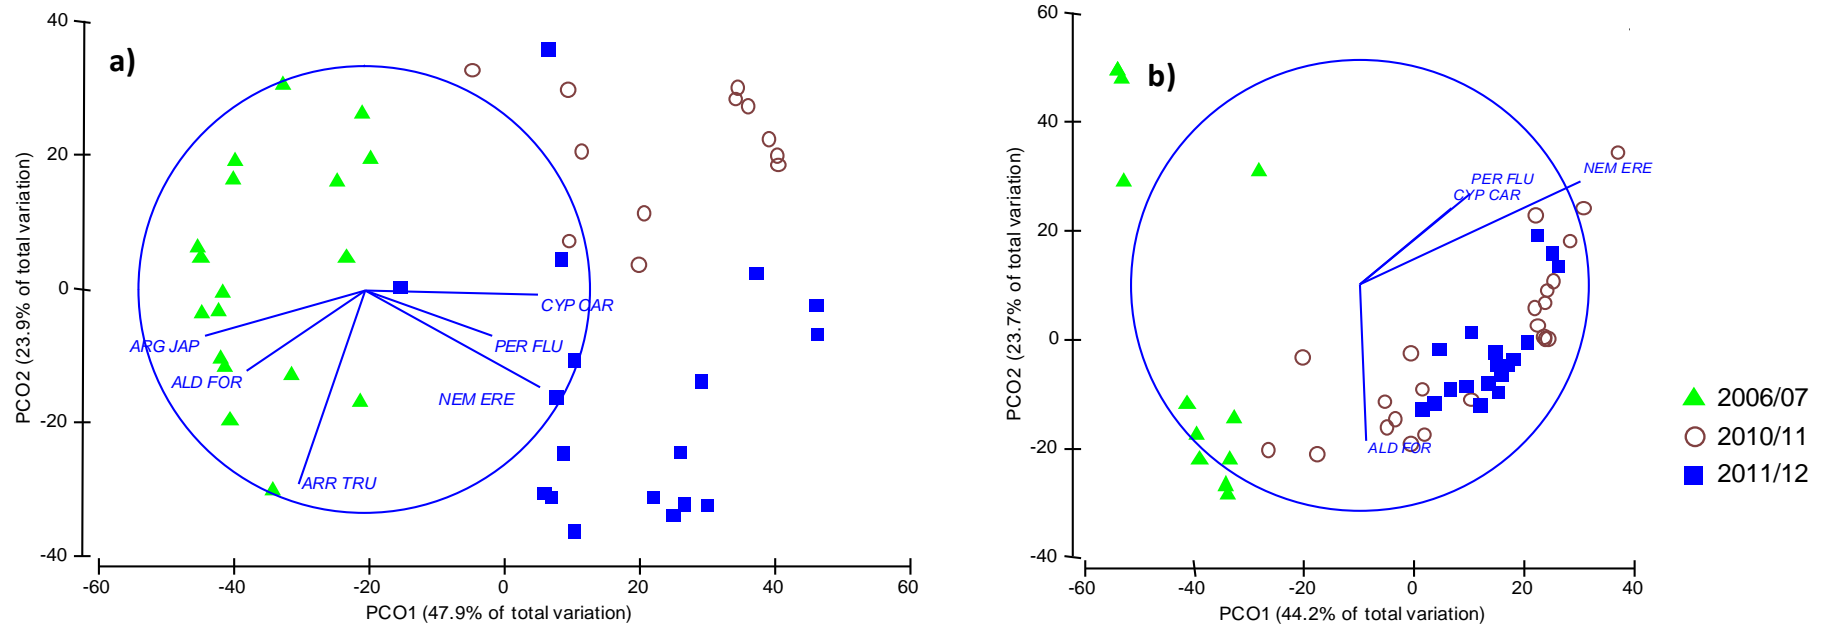 a)
40
20
0
-20
-40
PCO2 (23.9% of total variation)
ARG JAP
ALD FOR
ARR TRU
CYP CAR
PER FLU
NEM ERE
-60 -40 -20 0 20 40 60
PCO1 (47.9% of total variation)
b)
60
40
20
0
-20
-40
PCO2 (23.7% of total variation)
NEM ERE
PER FLU
CYP CAR
ALD FOR
-60 -40 -20 0 20 40
PCO1 (44.2% of total variation)
2006/07
2010/11
2011/12